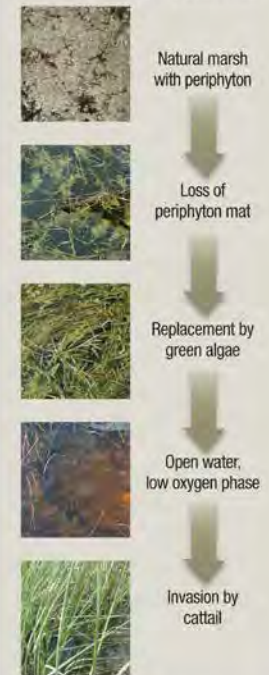 Natural marsh
with periphyton
Loss of
periphyton mat
Replacement by
green algae
Open water,
low oxygen phase
Invasion by
cattail